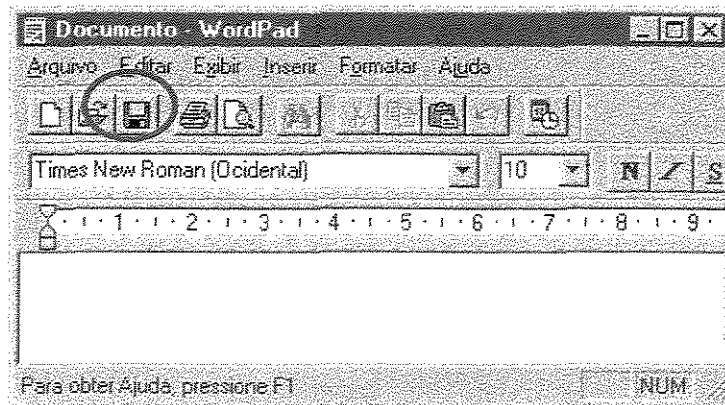 Documento - WordPad
Arquivo Editar Exibir Inserir Formatar Ajuda
Times New Roman (Ocidental) 10 N I S
1 2 3 4 5 6 7 8 9
Para obter Ajuda, pressione F1 NUM